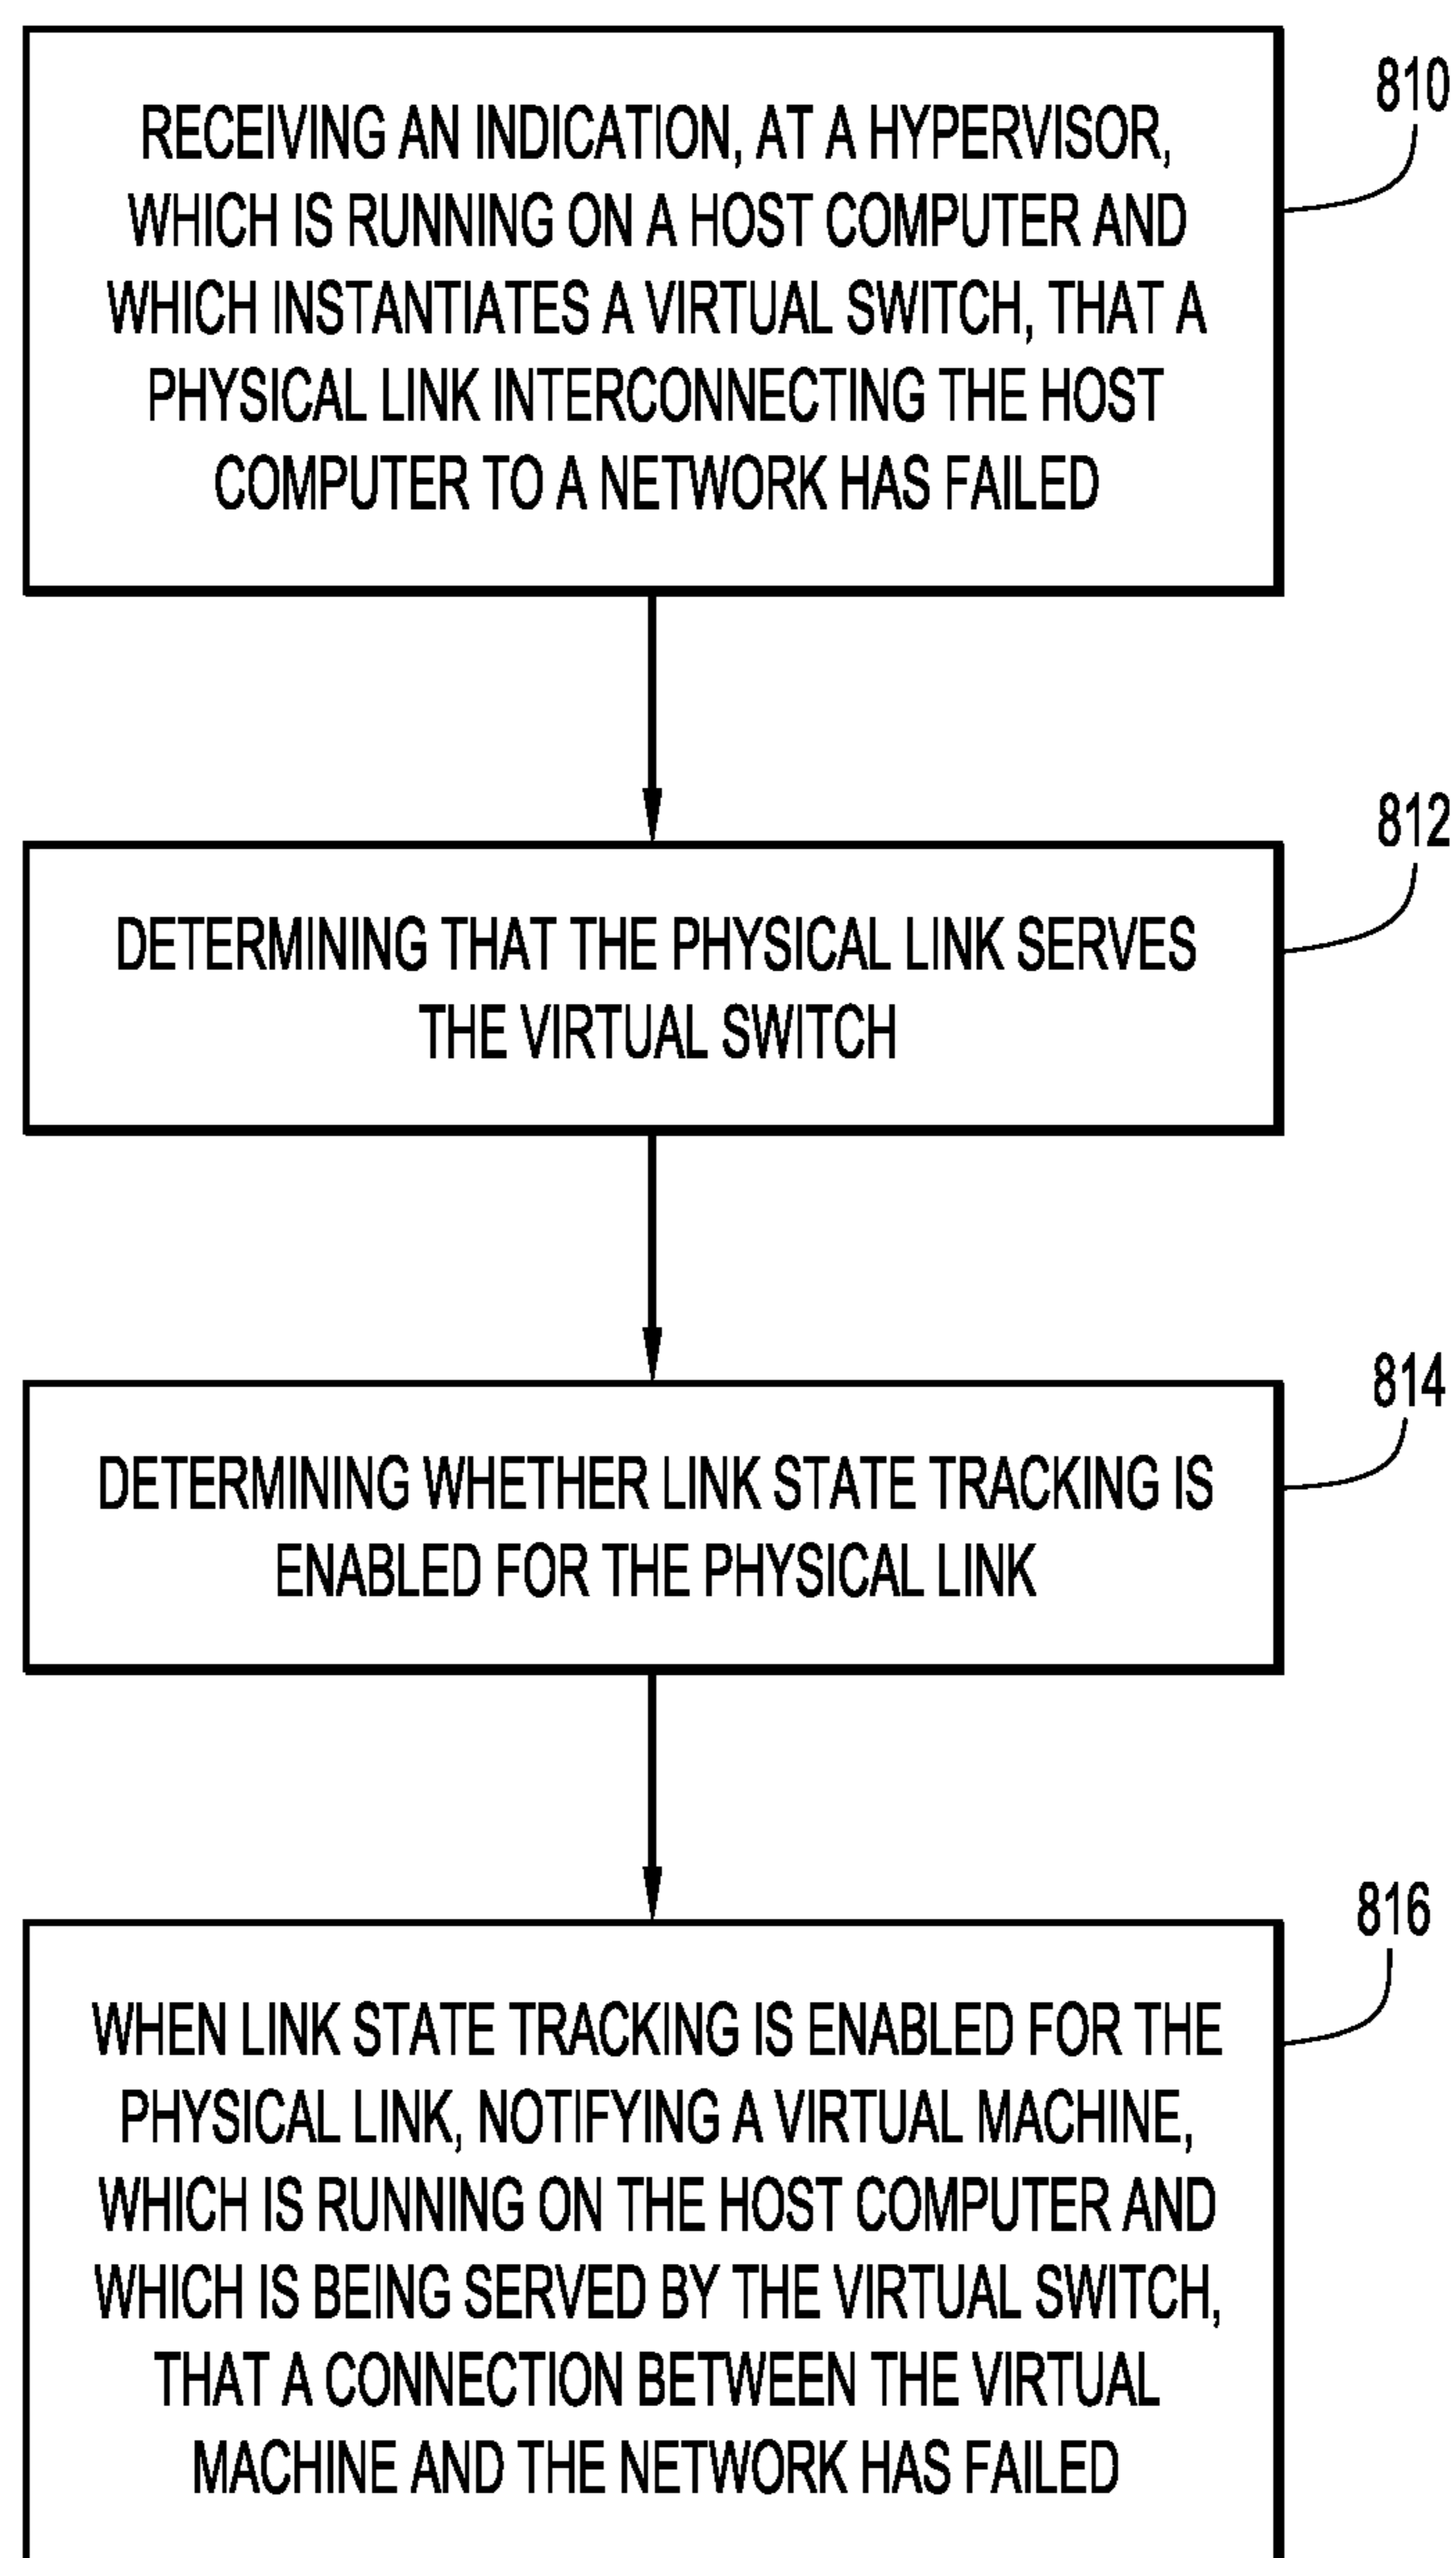 RECEIVING AN INDICATION, AT A HYPERVISOR,
WHICH IS RUNNING ON A HOST COMPUTER AND
WHICH INSTANTIATES A VIRTUAL SWITCH, THAT A
PHYSICAL LINK INTERCONNECTING THE HOST
COMPUTER TO A NETWORK HAS FAILED
810
DETERMINING THAT THE PHYSICAL LINK SERVES
THE VIRTUAL SWITCH
812
DETERMINING WHETHER LINK STATE TRACKING IS
ENABLED FOR THE PHYSICAL LINK
814
WHEN LINK STATE TRACKING IS ENABLED FOR THE
PHYSICAL LINK, NOTIFYING A VIRTUAL MACHINE,
WHICH IS RUNNING ON THE HOST COMPUTER AND
WHICH IS BEING SERVED BY THE VIRTUAL SWITCH,
THAT A CONNECTION BETWEEN THE VIRTUAL
MACHINE AND THE NETWORK HAS FAILED
816